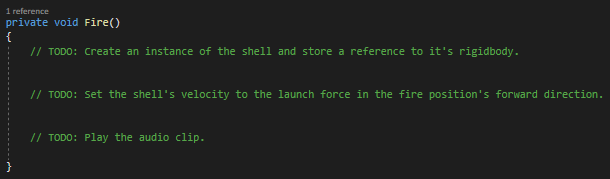 1 reference
private void Fire()
{
// TODO: Create an instance of the shell and store a reference to it's rigidbody.
// TODO: Set the shell's velocity to the launch force in the fire position's forward direction.
// TODO: Play the audio clip.
}